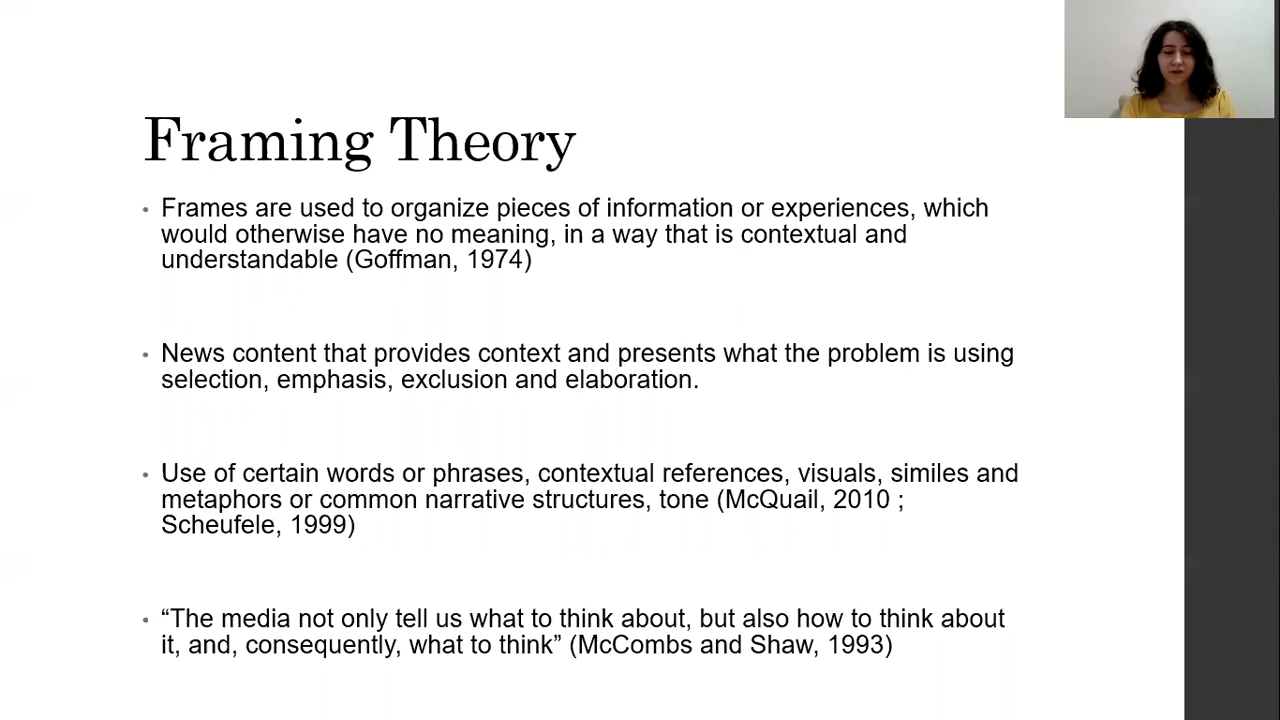 Framing Theory
• Frames are used to organize pieces of information or experiences, which
would otherwise have no meaning, in a way that is contextual and
understandable (Goffman, 1974)
• News content that provides context and presents what the problem is using
selection, emphasis, exclusion and elaboration.
• Use of certain words or phrases, contextual references, visuals, similes and
metaphors or common narrative structures, tone (McQuail, 2010 ;
Scheufele, 1999)
• “The media not only tell us what to think about, but also how to think about
it, and, consequently, what to think” (McCombs and Shaw, 1993)